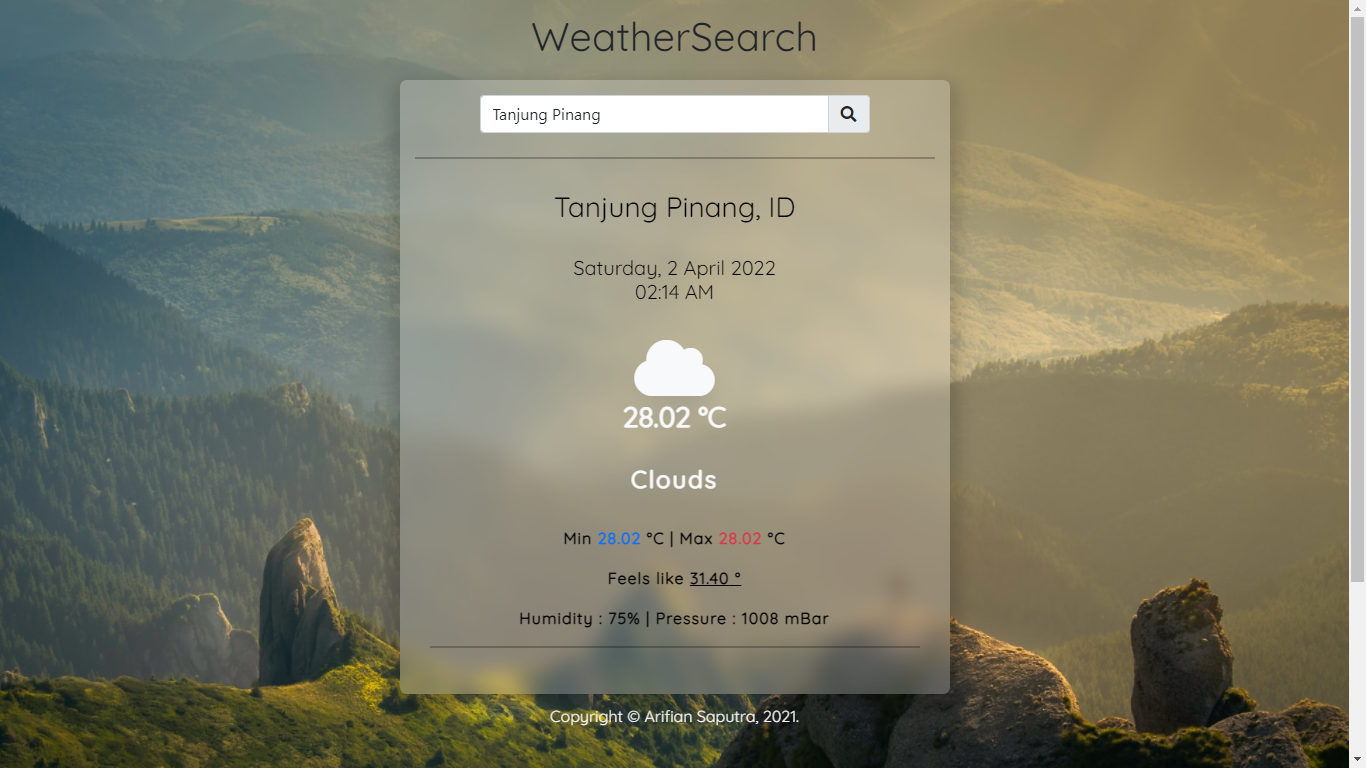 WeatherSearch
Tanjung Pinang
Tanjung Pinang, ID
Saturday, 2 April 2022
02:14 AM
28.02 °C
Clouds
Min 28.02 °C | Max 28.02 °C
Feels like 31.40 °
Humidity : 75% | Pressure : 1008 mBar
Copyright © Arifian Saputra, 2021.